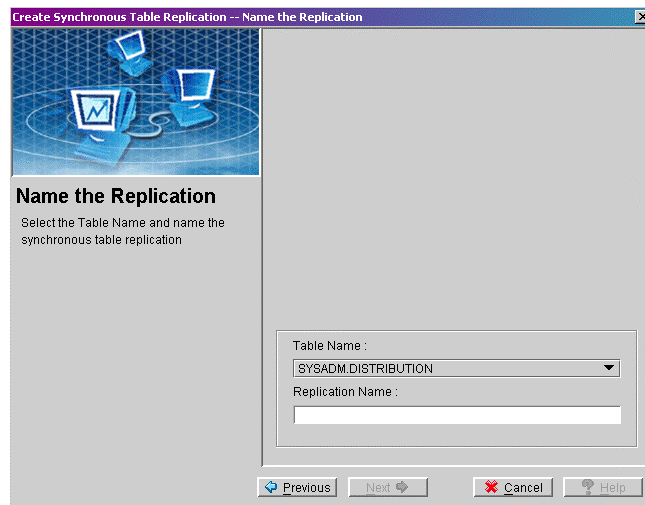 Create Synchronous Table Replication -- Name the Replication
Name the Replication
Select the Table Name and name the
synchronous table replication
Table Name :
SYSADM.DISTRIBUTION
Replication Name :
Previous
Next
Cancel
Help